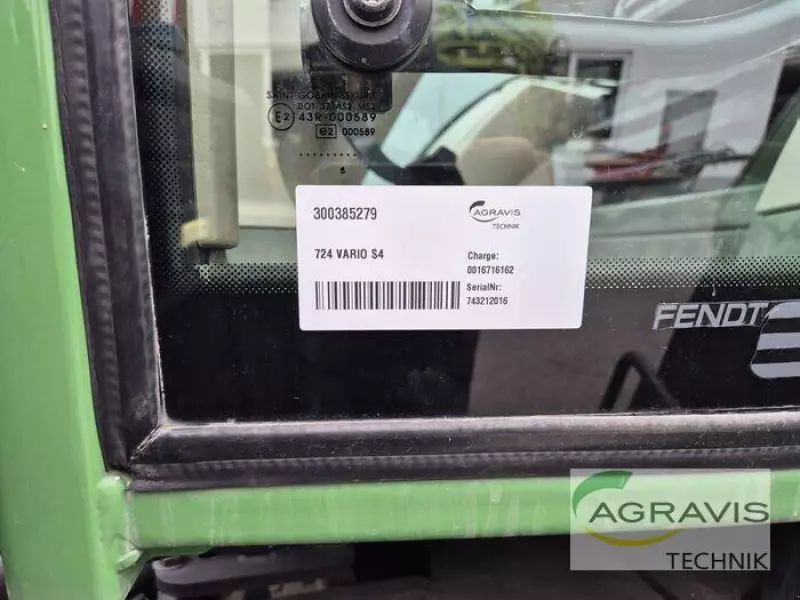 SAINT-GOBAIN SEKURIT
DOT 37 AS2 M52
E2 43R-000589
e2 000589
5
300385279
AGRAVIS
TECHNIK
724 VARIO S4
Charge:
0016716162
SerialNr:
743212016
FENDT
AGRAVIS
TECHNIK